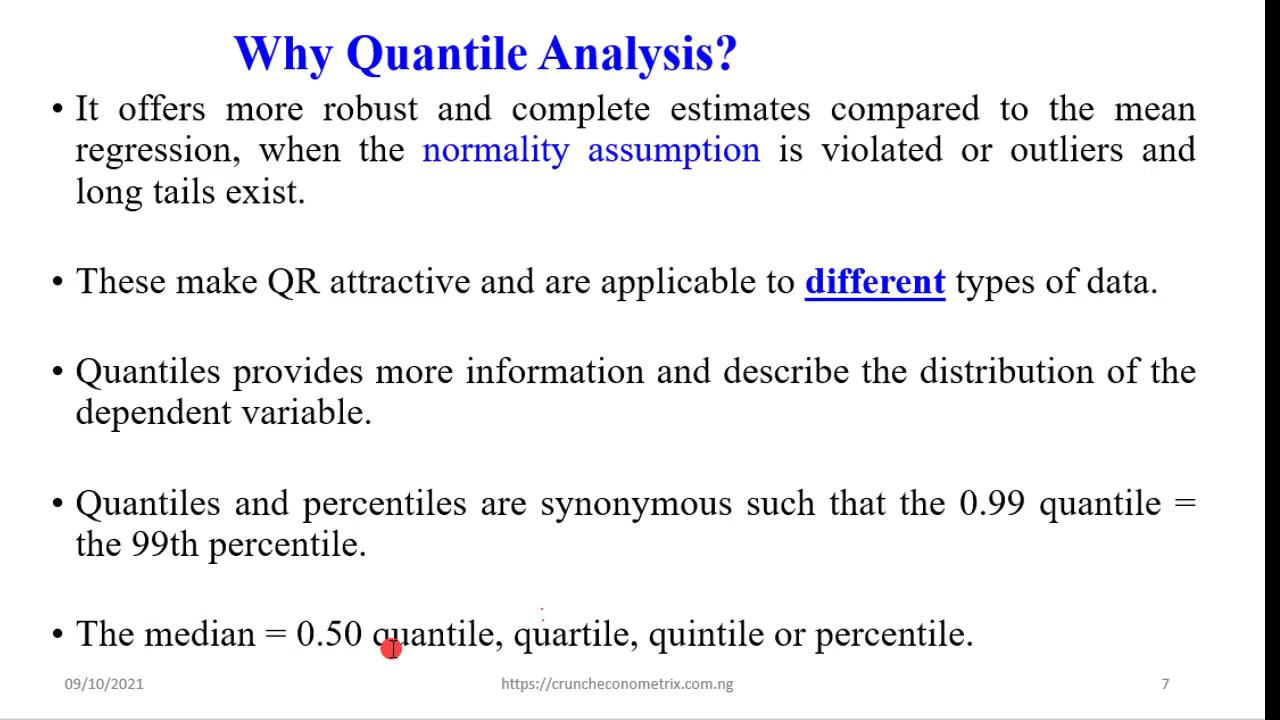 Why Quantile Analysis?
• It offers more robust and complete estimates compared to the mean
regression, when the normality assumption is violated or outliers and
long tails exist.
• These make QR attractive and are applicable to different types of data.
• Quantiles provides more information and describe the distribution of the
dependent variable.
• Quantiles and percentiles are synonymous such that the 0.99 quantile =
the 99th percentile.
• The median = 0.50 quantile, quartile, quintile or percentile.
09/10/2021 https://cruncheconometrix.com.ng 7